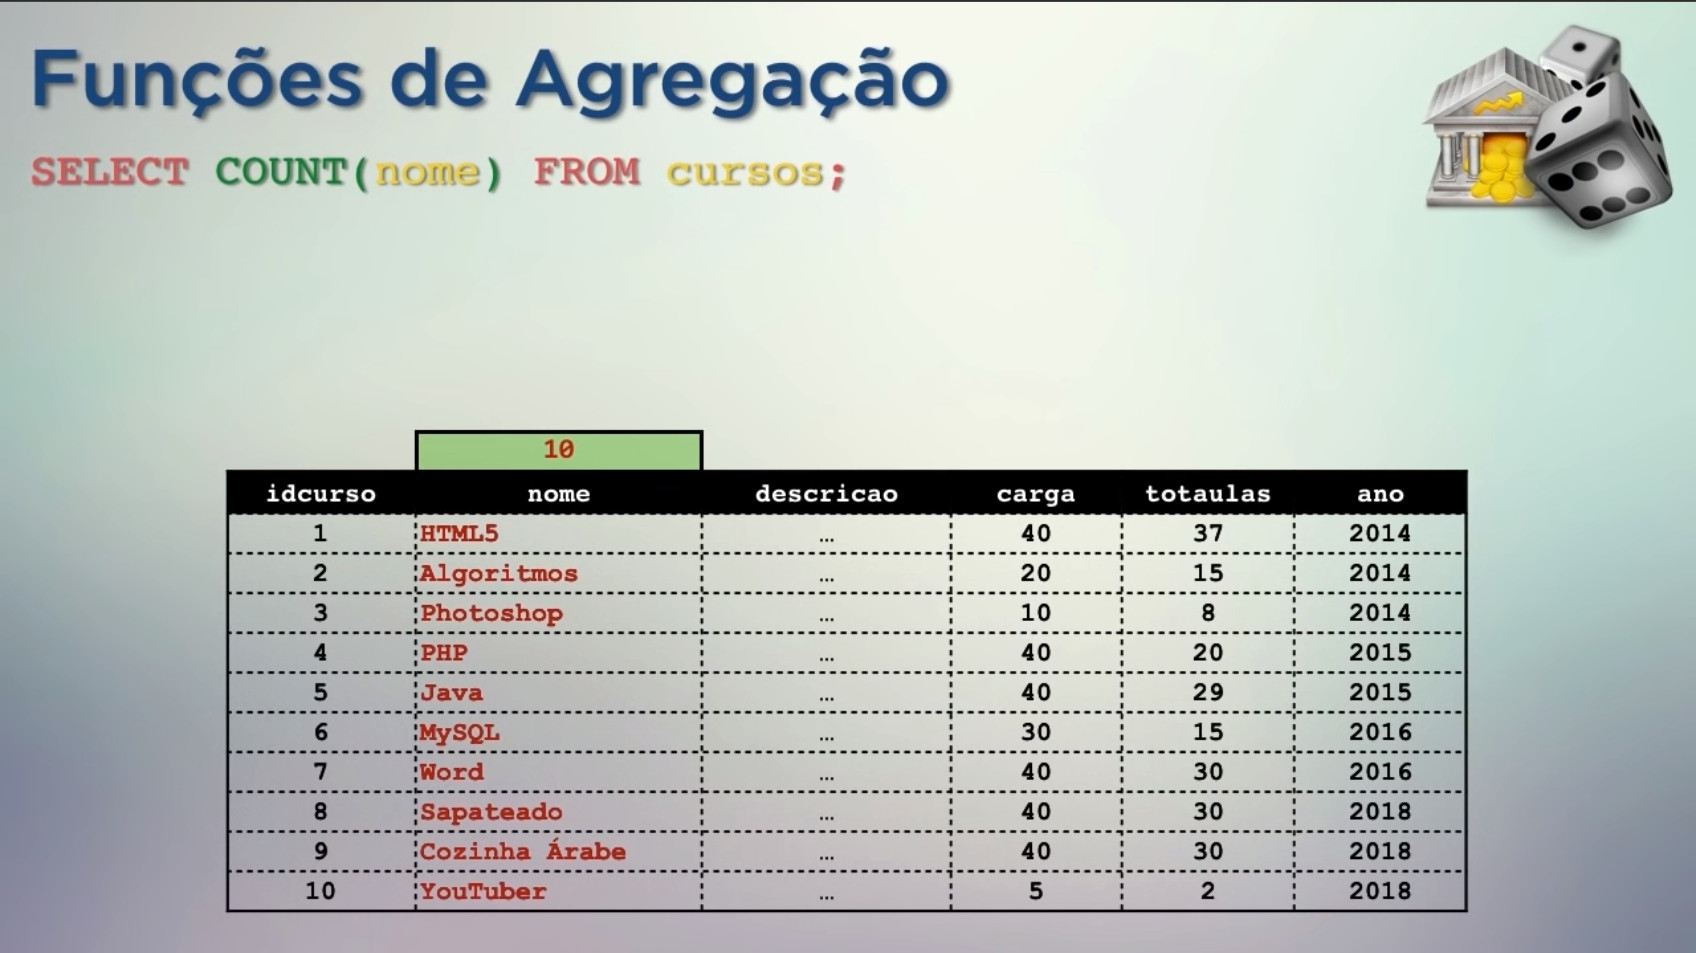 Funções de Agregação
SELECT COUNT(nome) FROM cursos;
10
idcurso nome descricao carga totaulas ano
1 HTML5 ... 40 37 2014
2 Algoritmos ... 20 15 2014
3 Photoshop ... 10 8 2014
4 PHP ... 40 20 2015
5 Java ... 40 29 2015
6 MySQL ... 30 15 2016
7 Word ... 40 30 2016
8 Sapateado ... 40 30 2018
9 Cozinha Árabe ... 40 30 2018
10 YouTuber ... 5 2 2018